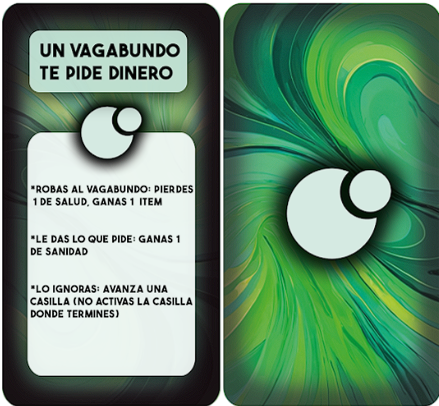 UN VAGABUNDO
TE PIDE DINERO
*ROBAS AL VAGABUNDO: PIERDES
1 DE SALUD, GANAS 1 ITEM
*LE DAS LO QUE PIDE: GANAS 1
DE SANIDAD
*LO IGNORAS: AVANZA UNA
CASILLA (NO ACTIVAS LA CASILLA
DONDE TERMINES)